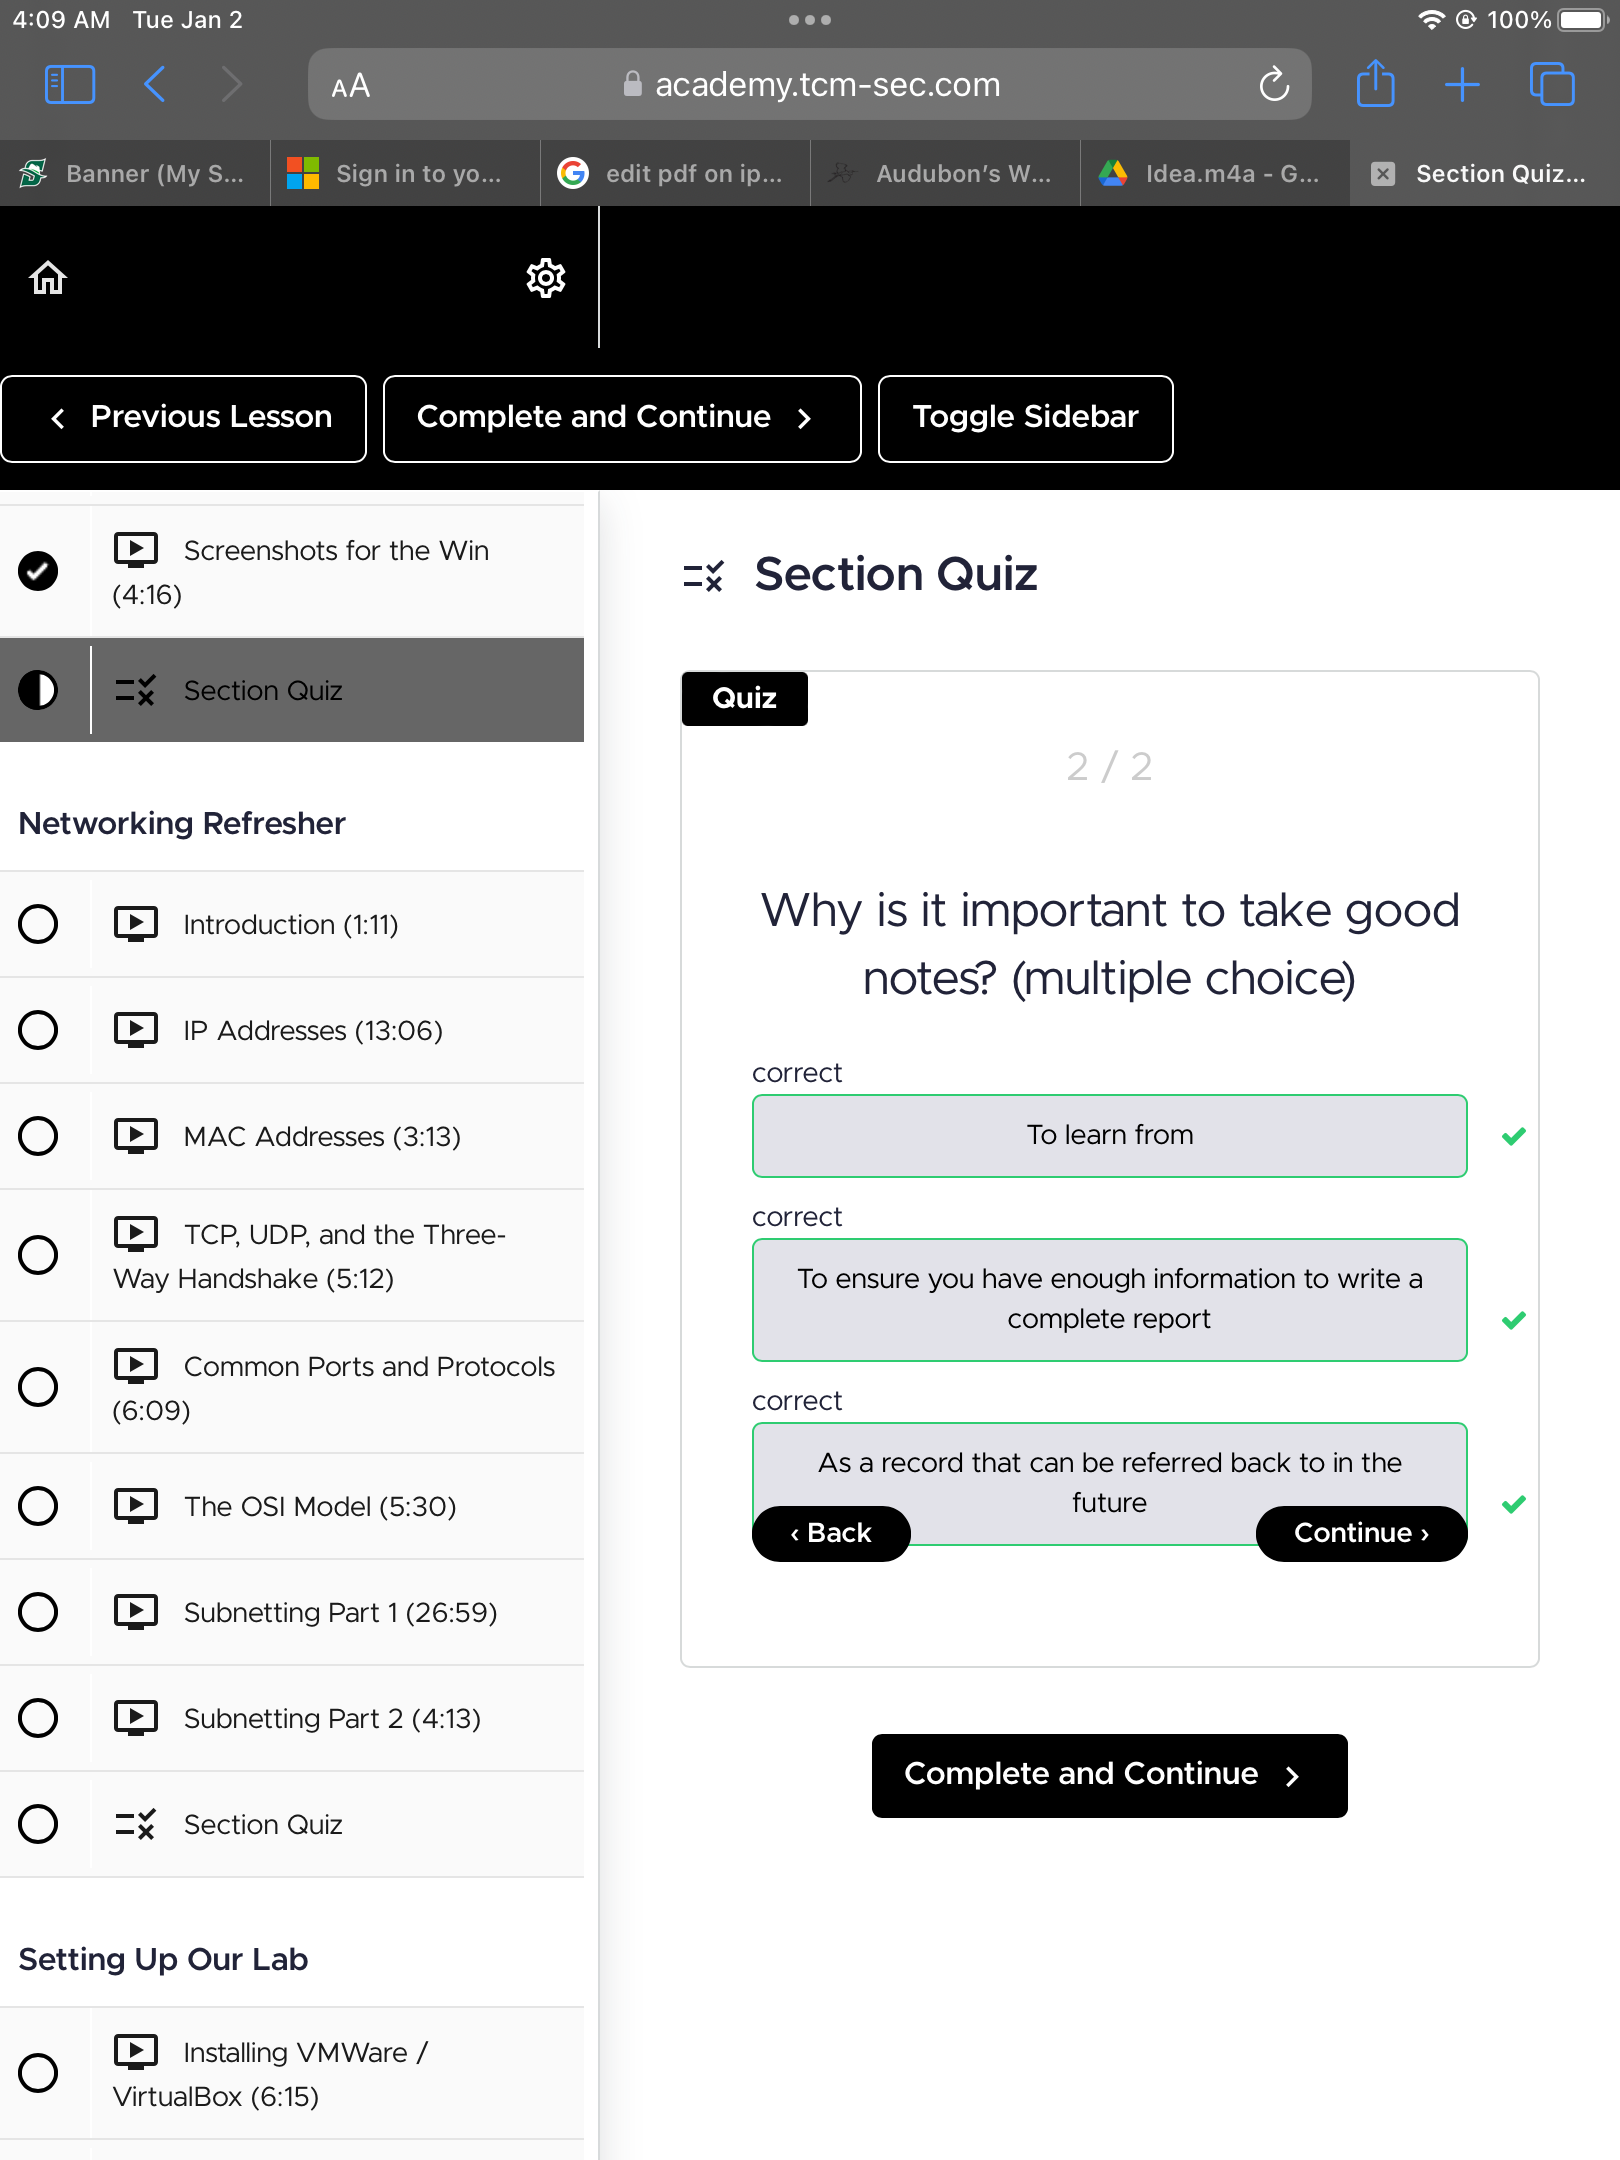 4:09 AM Tue Jan 2
100%
AA
academy.tcm-sec.com
Banner (My S...
Sign in to yo...
edit pdf on ip...
Audubon's W...
Idea.m4a - G...
Section Quiz...
‹ Previous Lesson
Complete and Continue ›
Toggle Sidebar
Screenshots for the Win
(4:16)
Section Quiz
Networking Refresher
Introduction (1:11)
IP Addresses (13:06)
MAC Addresses (3:13)
TCP, UDP, and the Three-
Way Handshake (5:12)
Common Ports and Protocols
(6:09)
The OSI Model (5:30)
Subnetting Part 1 (26:59)
Subnetting Part 2 (4:13)
Section Quiz
Setting Up Our Lab
Installing VMWare /
VirtualBox (6:15)
Section Quiz
Quiz
2 / 2
Why is it important to take good
notes? (multiple choice)
correct
To learn from
correct
To ensure you have enough information to write a
complete report
correct
As a record that can be referred back to in the
future
‹ Back
Continue ›
Complete and Continue ›